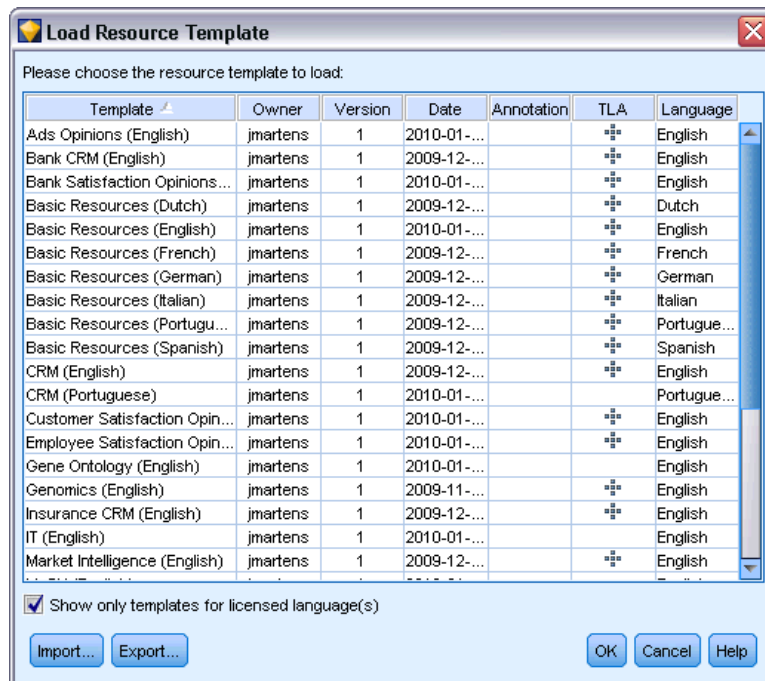 Load Resource Template
Please choose the resource template to load:
Template Owner Version Date Annotation TLA Language
Ads Opinions (English) jmartens 1 2010-01-... English
Bank CRM (English) jmartens 1 2009-12-... English
Bank Satisfaction Opinions... jmartens 1 2010-01-... English
Basic Resources (Dutch) jmartens 1 2009-12-... Dutch
Basic Resources (English) jmartens 1 2010-01-... English
Basic Resources (French) jmartens 1 2009-12-... French
Basic Resources (German) jmartens 1 2009-12-... German
Basic Resources (Italian) jmartens 1 2009-12-... Italian
Basic Resources (Portugu... jmartens 1 2009-12-... Portugue...
Basic Resources (Spanish) jmartens 1 2009-12-... Spanish
CRM (English) jmartens 1 2009-12-... English
CRM (Portuguese) jmartens 1 2010-01-... Portugue...
Customer Satisfaction Opin... jmartens 1 2010-01-... English
Employee Satisfaction Opin... jmartens 1 2010-01-... English
Gene Ontology (English) jmartens 1 2010-01-... English
Genomics (English) jmartens 1 2009-11-... English
Insurance CRM (English) jmartens 1 2009-12-... English
IT (English) jmartens 1 2010-01-... English
Market Intelligence (English) jmartens 1 2009-12-... English
Show only templates for licensed language(s)
Import... Export... OK Cancel Help